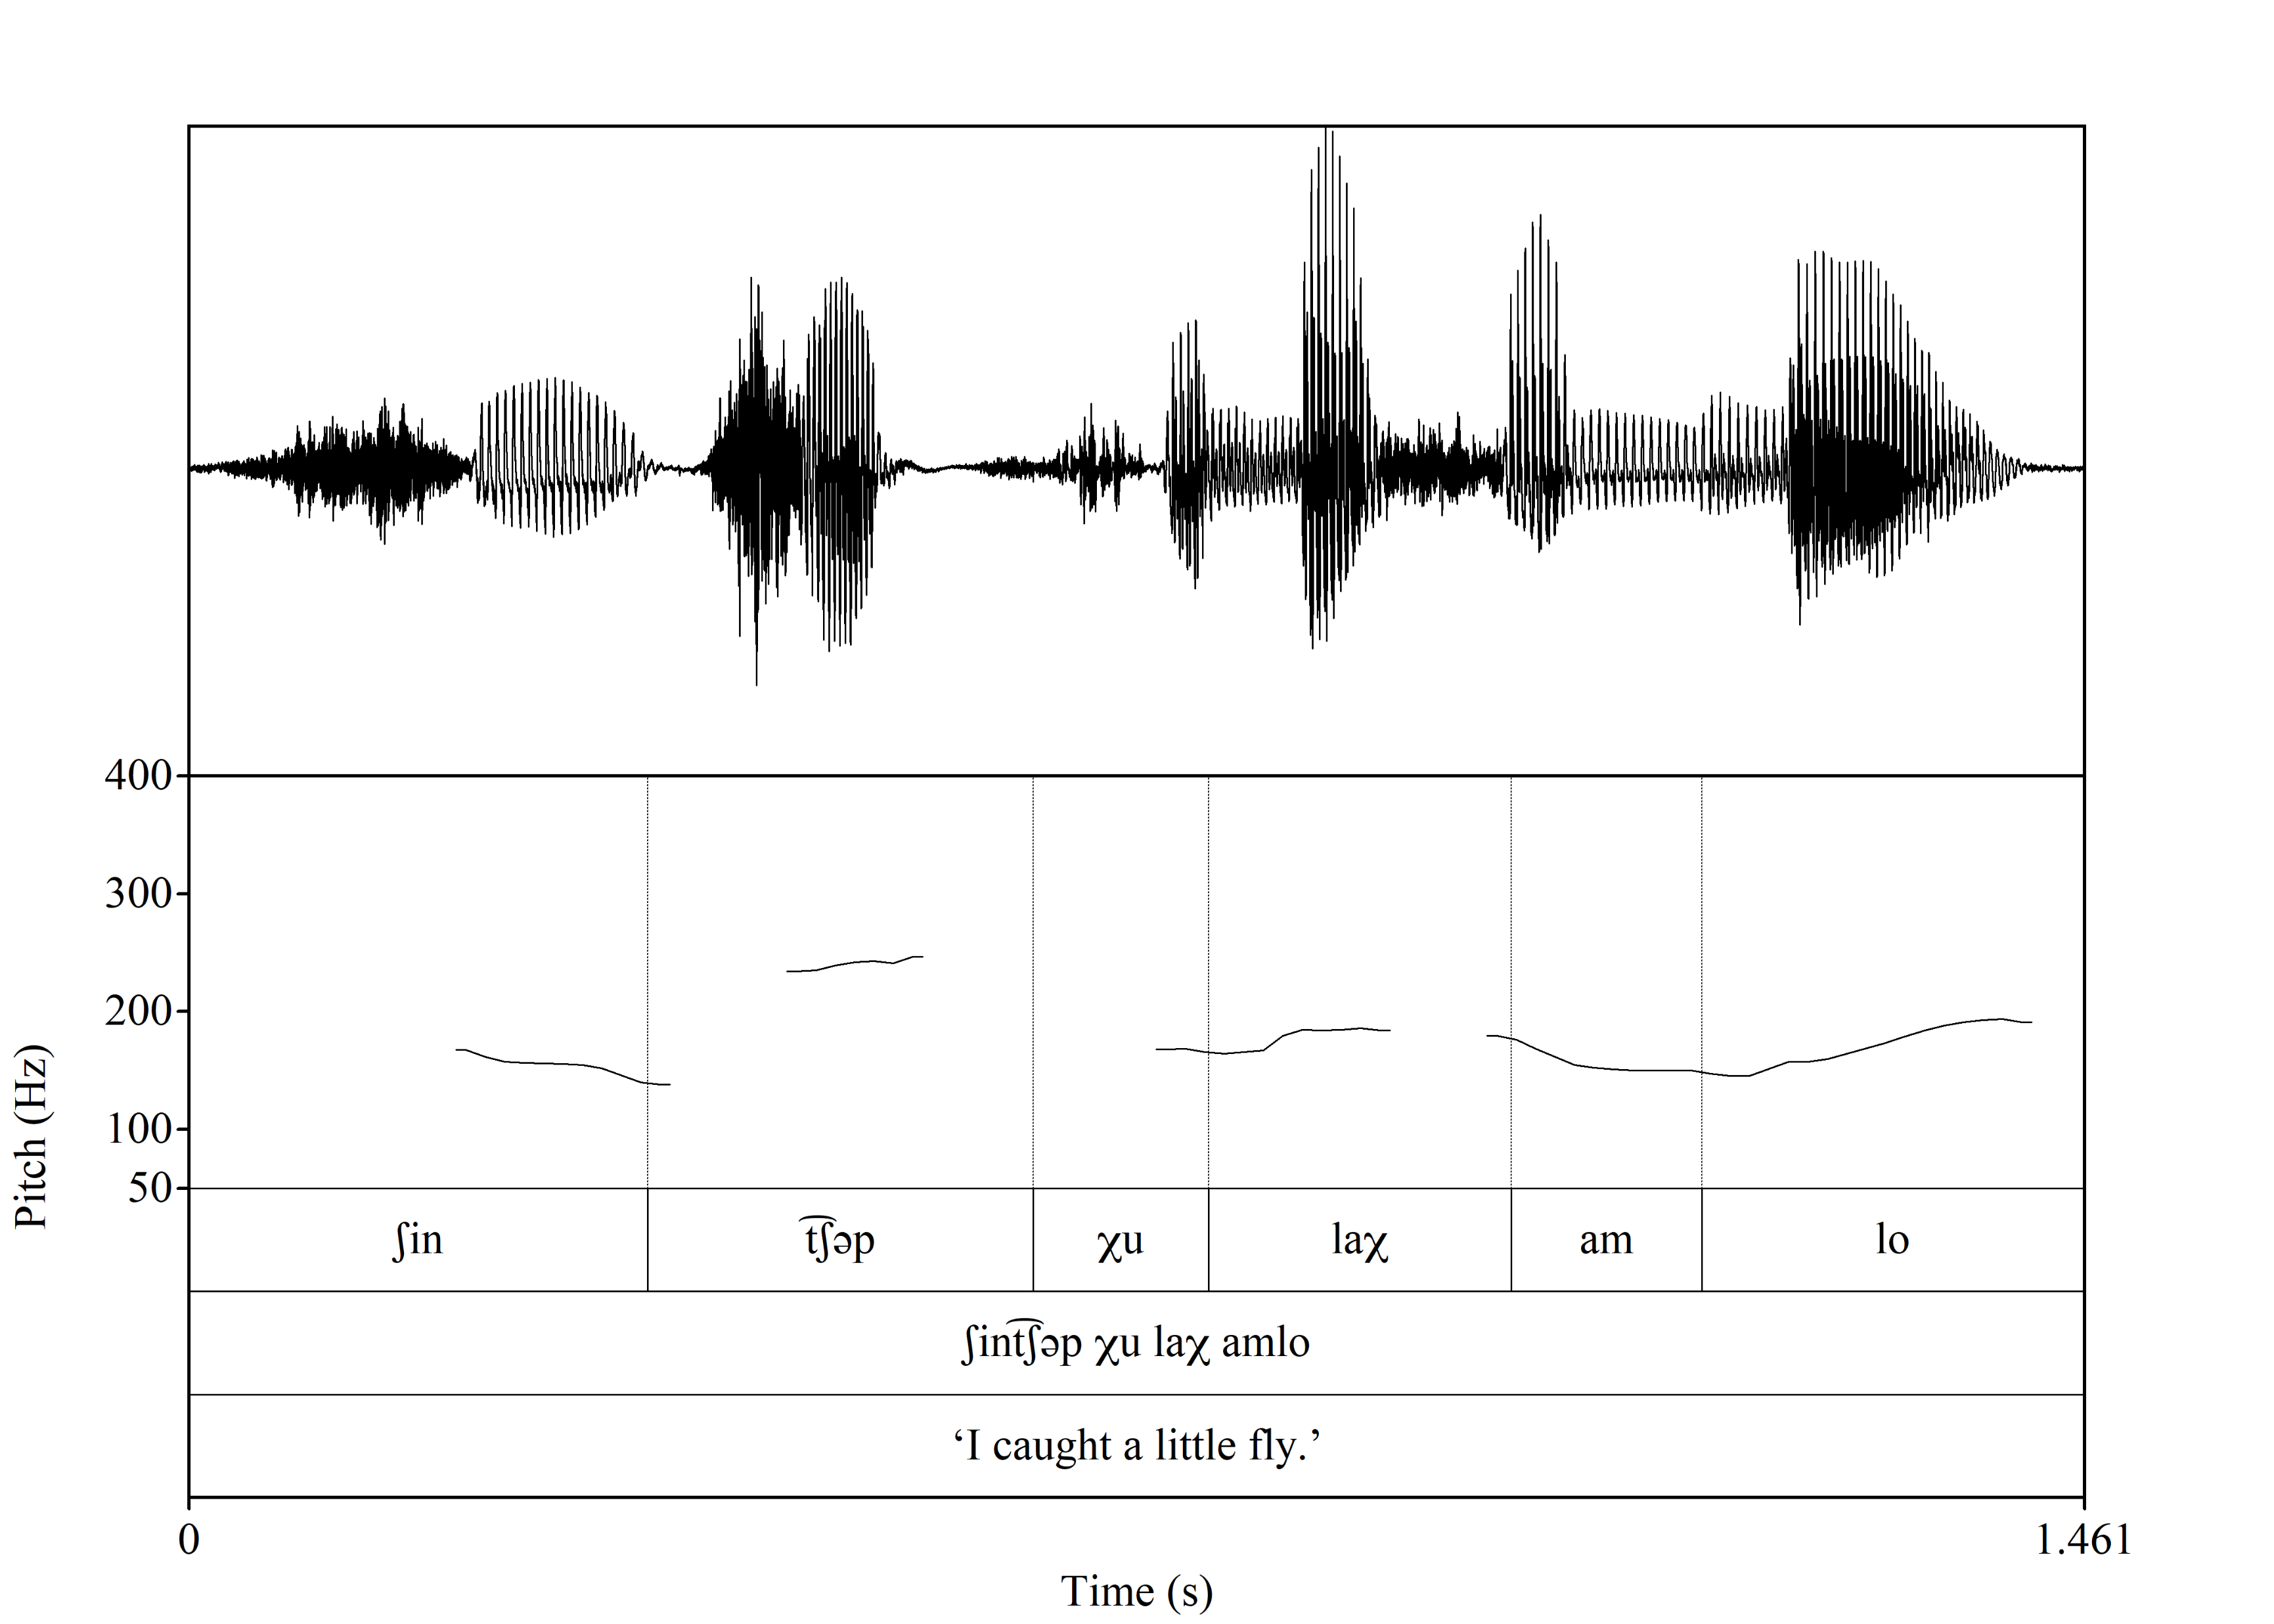 400
300
200
100
50
Pitch (Hz)
ʃin t͡ʃəp χu laχ am lo
ʃint͡ʃəp χu laχ amlo
‘I caught a little fly.’
0 1.461
Time (s)